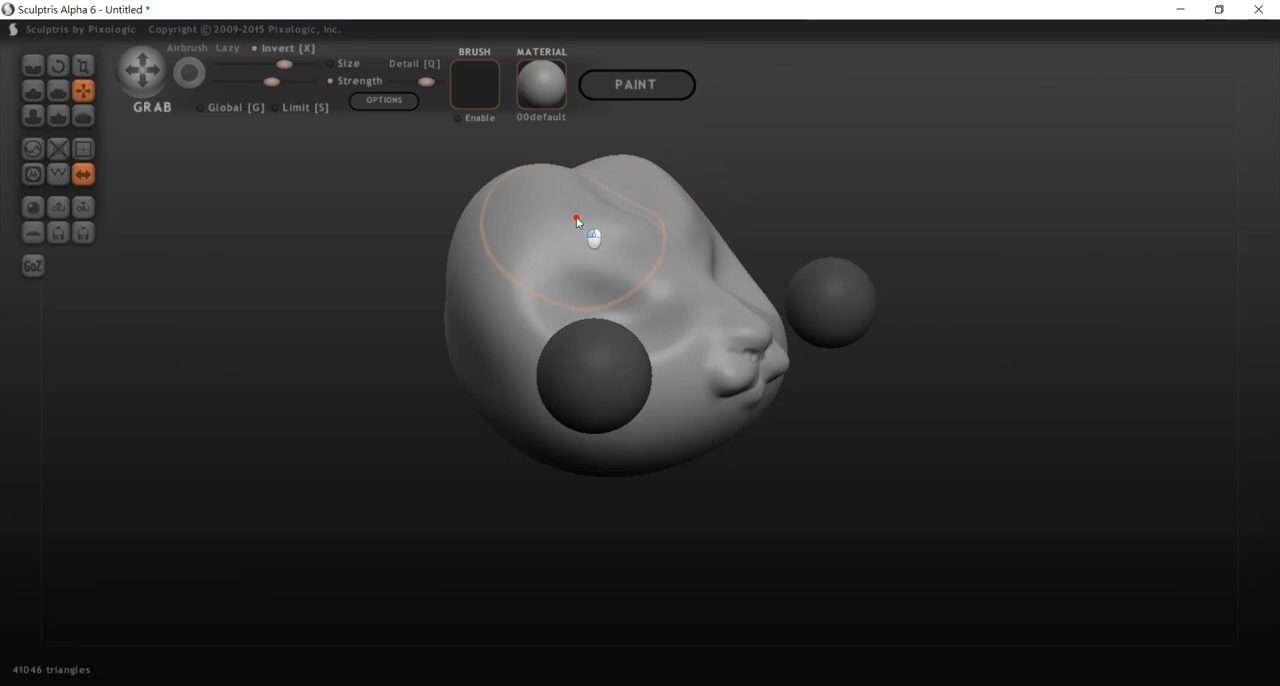 Sculptris Alpha 6 - Untitled *
Sculptris by Pixologic Copyright © 2009-2015 Pixologic, Inc.
Airbrush Lazy Invert [X]
Size Detail [Q]
Strength
GRAB
Global [G] Limit [S]
OPTIONS
BRUSH
Enable
MATERIAL
00default
PAINT
GoZ
41046 triangles